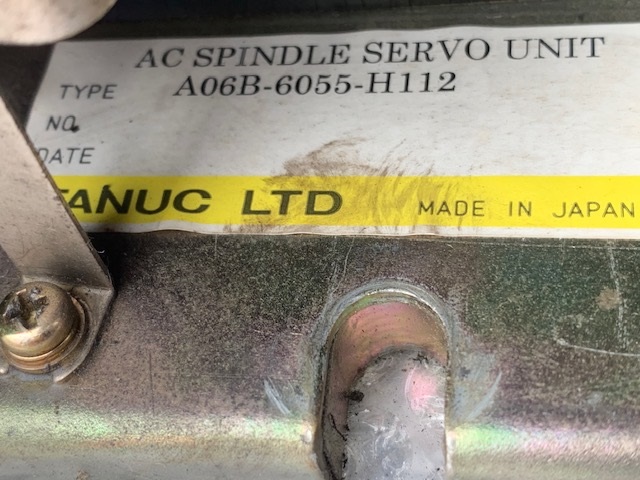 AC SPINDLE SERVO UNIT
TYPE A06B-6055-H112
NO.
DATE
FANUC LTD MADE IN JAPAN